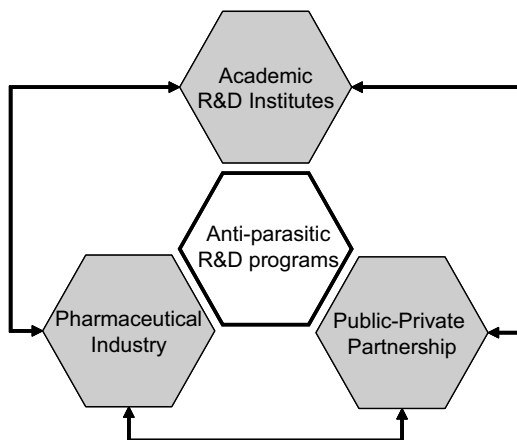 Academic
R&D Institutes
Anti-parasitic
R&D programs
Pharmaceutical
Industry
Public-Private
Partnership